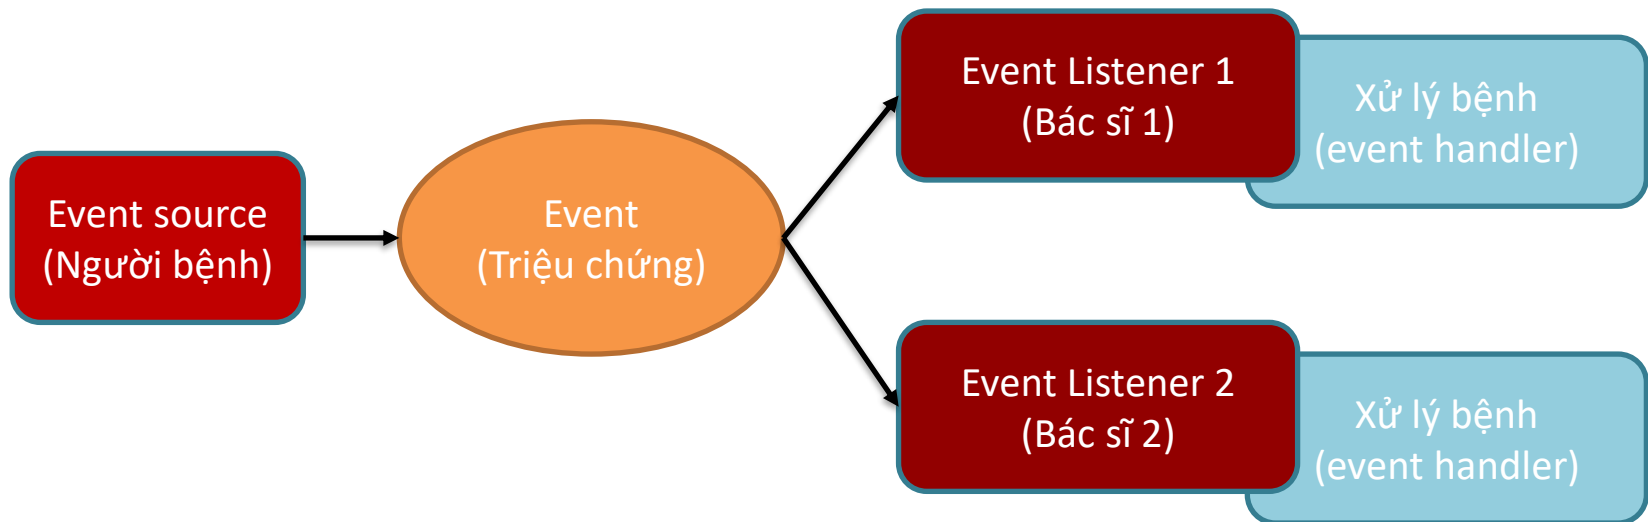 Event source
(Người bệnh)
Event
(Triệu chứng)
Event Listener 1
(Bác sĩ 1)
Xử lý bệnh
(event handler)
Event Listener 2
(Bác sĩ 2)
Xử lý bệnh
(event handler)